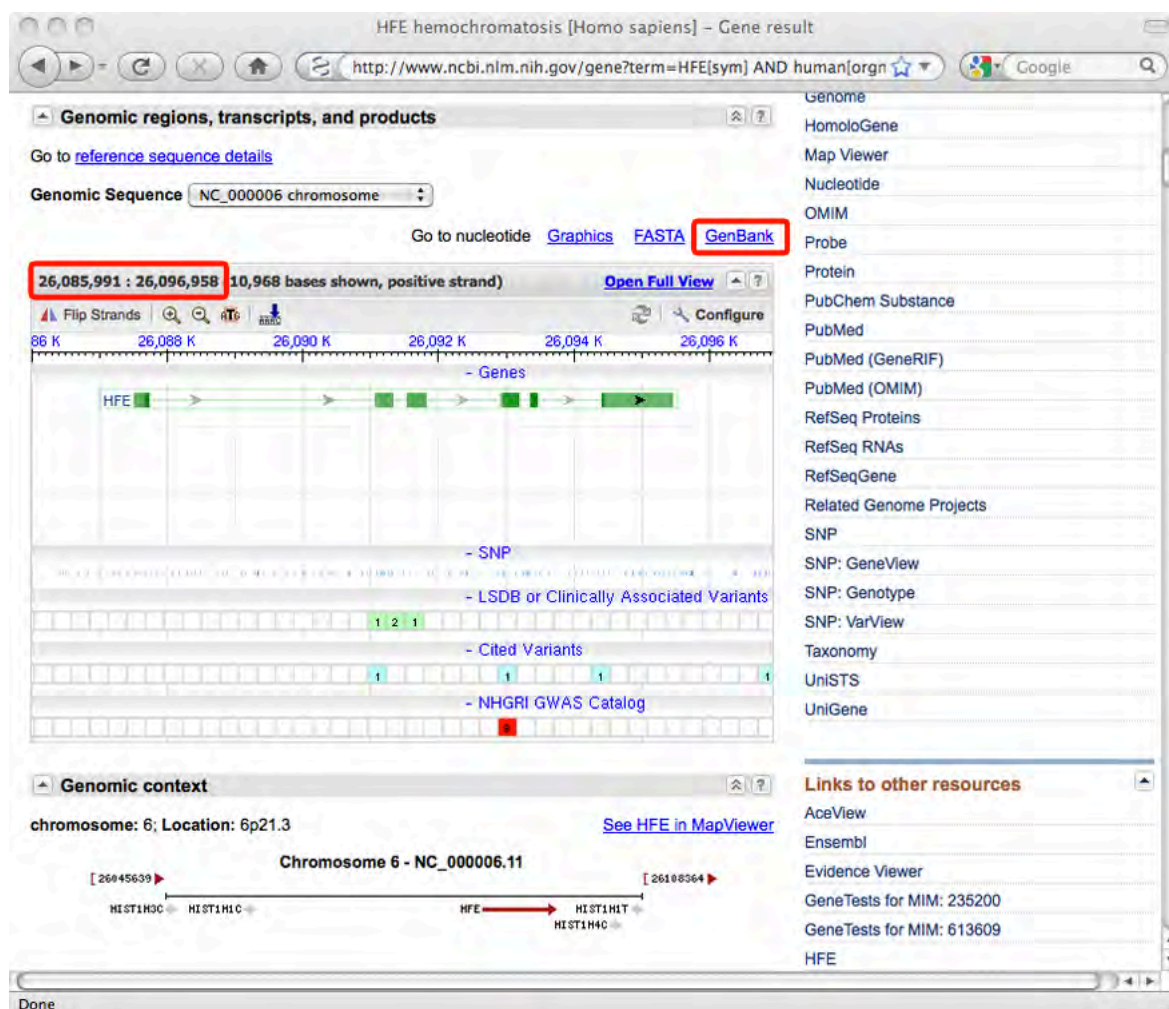 HFE hemochromatosis [Homo sapiens] – Gene result
http://www.ncbi.nlm.nih.gov/gene?term=HFE[sym] AND human[orgn
Google
Genomic regions, transcripts, and products
Go to reference sequence details
Genomic Sequence NC_000006 chromosome
Go to nucleotide Graphics FASTA GenBank
26,085,991 : 26,096,958 10,968 bases shown, positive strand)
Open Full View
Flip Strands ATG Configure
86 K 26,088 K 26,090 K 26,092 K 26,094 K 26,096 K
- Genes
HFE
- SNP
- LSDB or Clinically Associated Variants
1 2 1
- Cited Variants
1 1 1 1
- NHGRI GWAS Catalog
Genomic context
chromosome: 6; Location: 6p21.3
See HFE in MapViewer
Chromosome 6 - NC_000006.11
[ 26045639
[ 26108364
HIST1H3C HIST1H1C HFE HIST1H1T
HIST1H4C
Genome
HomoloGene
Map Viewer
Nucleotide
OMIM
Probe
Protein
PubChem Substance
PubMed
PubMed (GeneRIF)
PubMed (OMIM)
RefSeq Proteins
RefSeq RNAs
RefSeqGene
Related Genome Projects
SNP
SNP: GeneView
SNP: Genotype
SNP: VarView
Taxonomy
UniSTS
UniGene
Links to other resources
AceView
Ensembl
Evidence Viewer
GeneTests for MIM: 235200
GeneTests for MIM: 613609
HFE
Done